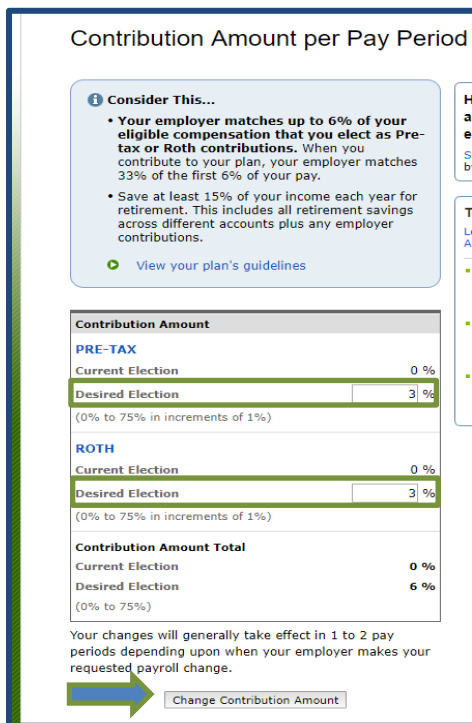 Contribution Amount per Pay Period
Consider This...
• Your employer matches up to 6% of your
eligible compensation that you elect as Pre-
tax or Roth contributions. When you
contribute to your plan, your employer matches
33% of the first 6% of your pay.
• Save at least 15% of your income each year for
retirement. This includes all retirement savings
across different accounts plus any employer
contributions.
View your plan's guidelines
Contribution Amount
PRE-TAX
Current Election 0 %
Desired Election 3 %
(0% to 75% in increments of 1%)
ROTH
Current Election 0 %
Desired Election 3 %
(0% to 75% in increments of 1%)
Contribution Amount Total
Current Election 0 %
Desired Election 6 %
(0% to 75%)
Your changes will generally take effect in 1 to 2 pay
periods depending upon when your employer makes your
requested payroll change.
Change Contribution Amount